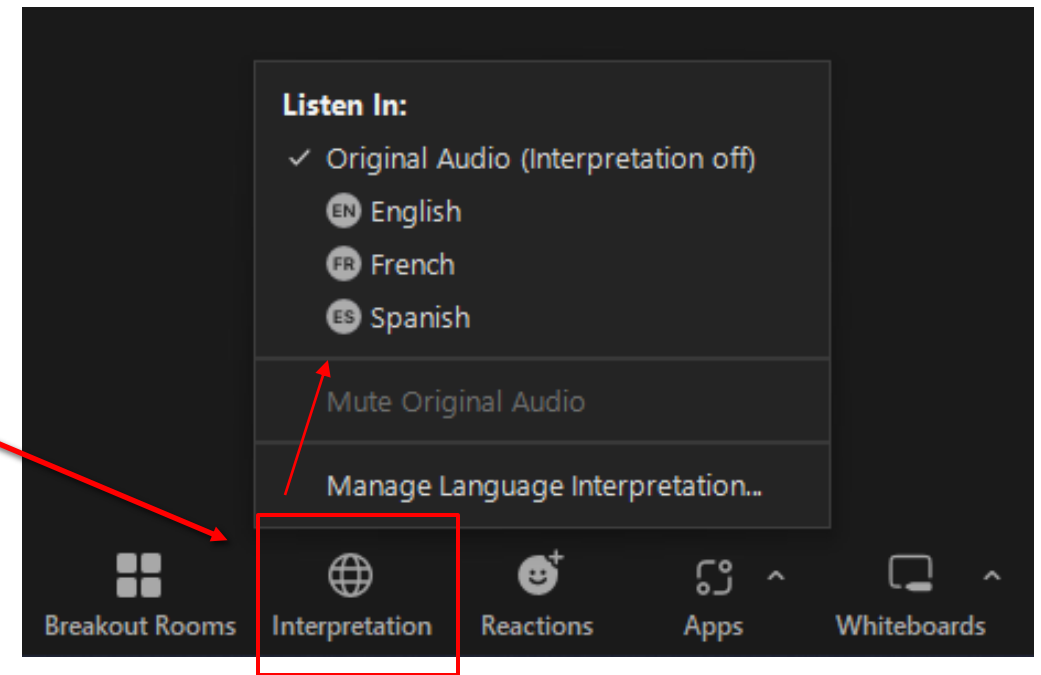 Listen In:
Original Audio (Interpretation off)
EN English
FR French
ES Spanish
Mute Original Audio
Manage Language Interpretation...
Breakout Rooms Interpretation Reactions Apps Whiteboards